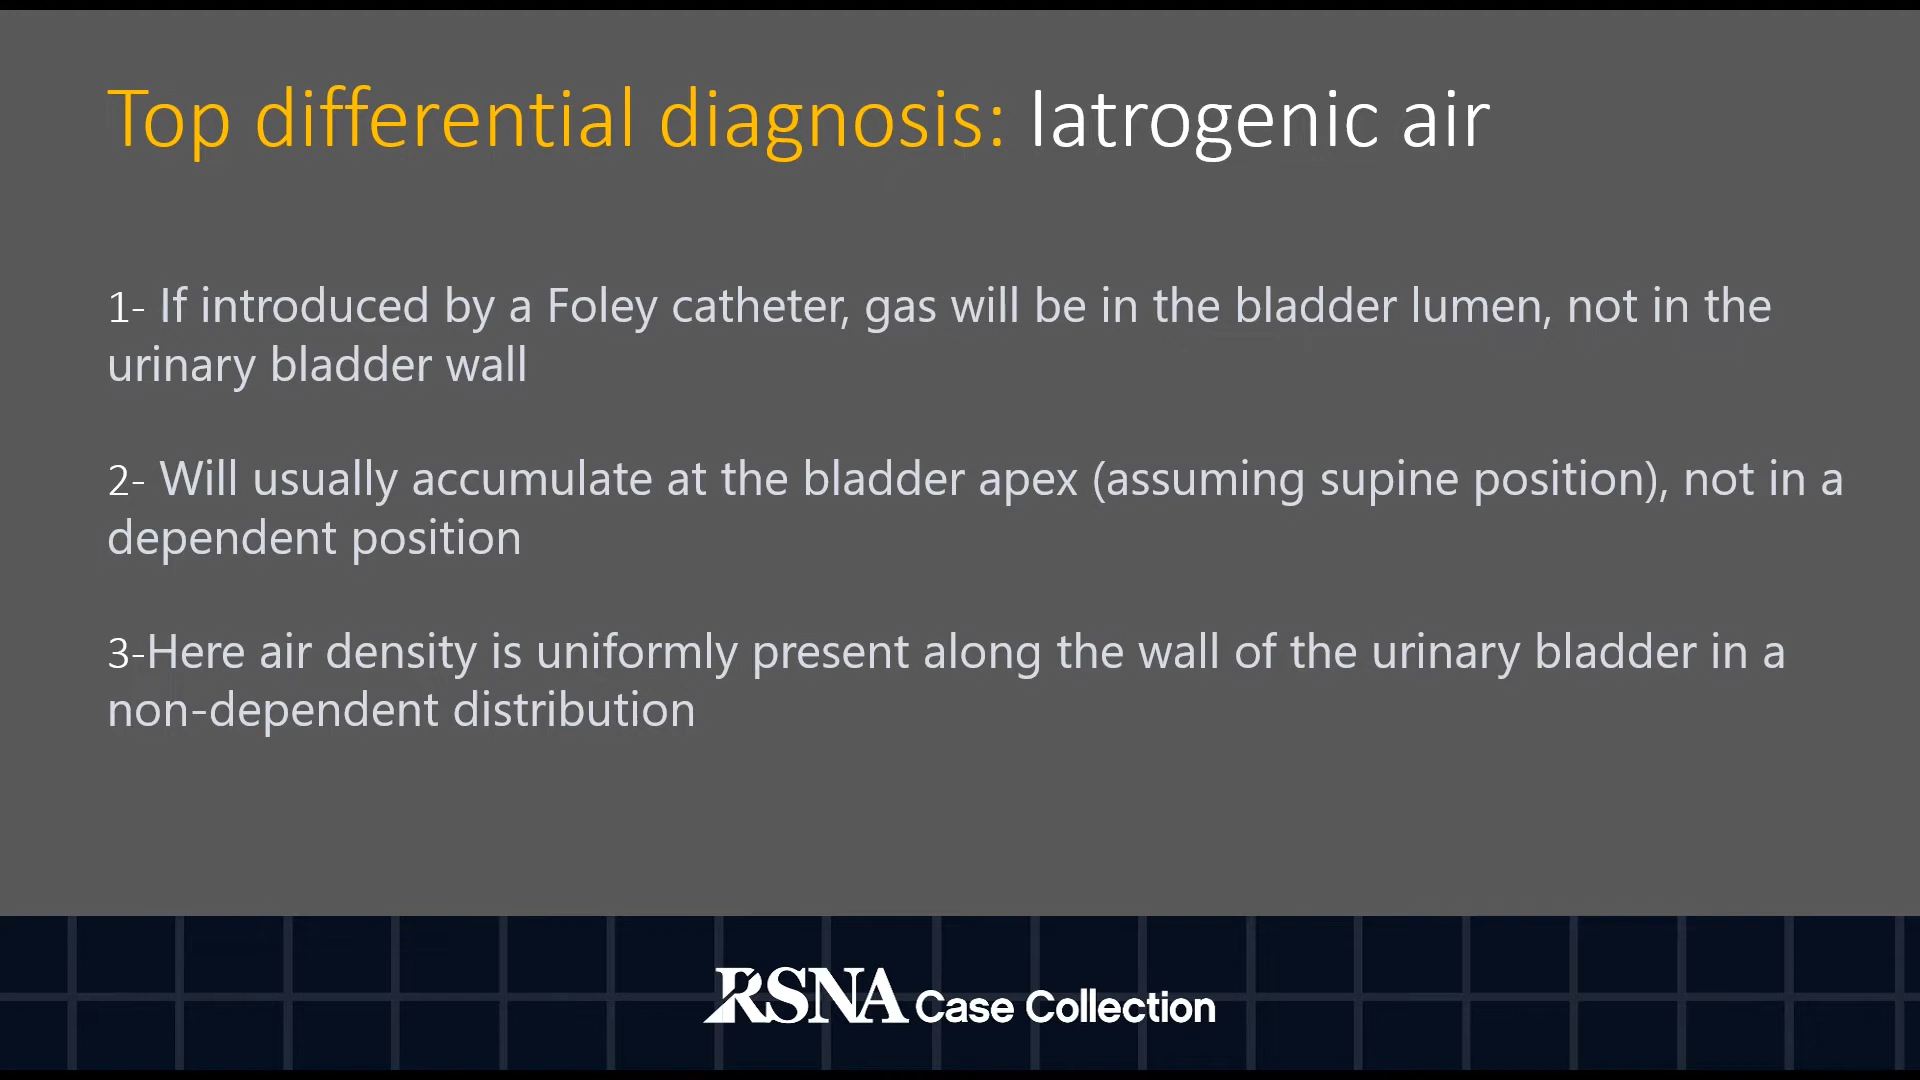 Top differential diagnosis: Iatrogenic air
1- If introduced by a Foley catheter, gas will be in the bladder lumen, not in the
urinary bladder wall
2- Will usually accumulate at the bladder apex (assuming supine position), not in a
dependent position
3-Here air density is uniformly present along the wall of the urinary bladder in a
non-dependent distribution
RSNA Case Collection